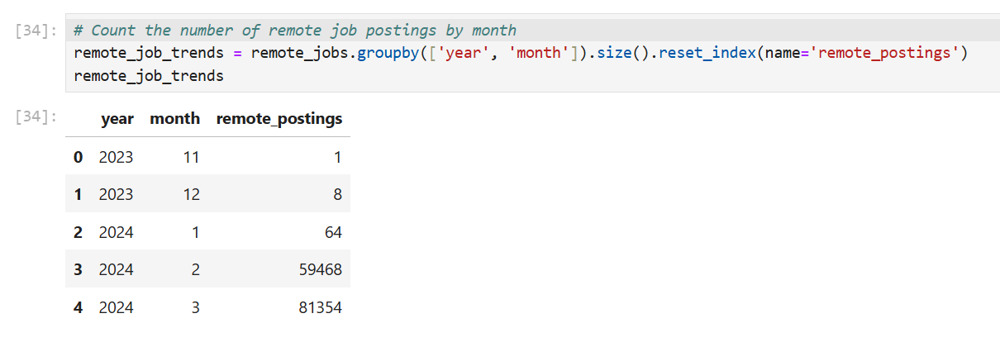 [34]: # Count the number of remote job postings by month
remote_job_trends = remote_jobs.groupby(['year', 'month']).size().reset_index(name='remote_postings')
remote_job_trends
[34]: year month remote_postings
0 2023 11 1
1 2023 12 8
2 2024 1 64
3 2024 2 59468
4 2024 3 81354